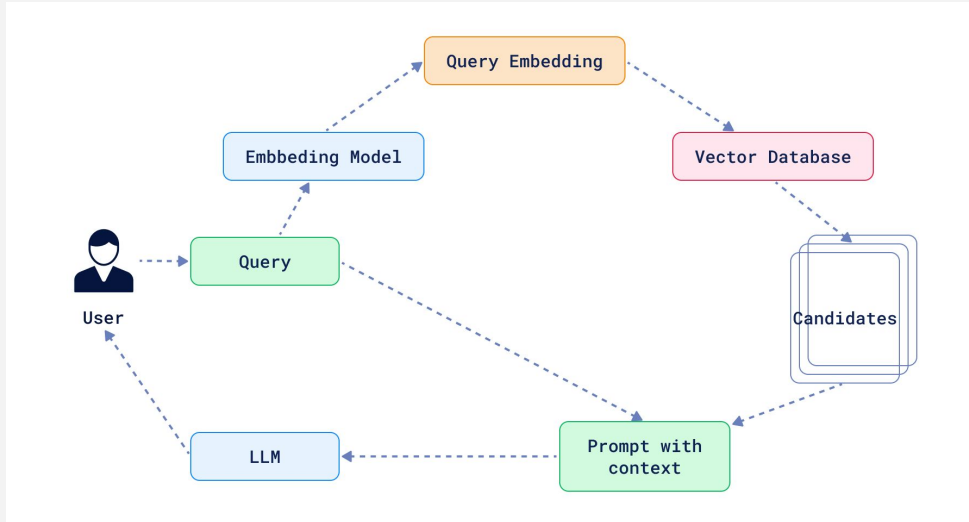 Query Embedding
Embbeding Model
Vector Database
Query
User
Candidates
Prompt with
context
LLM